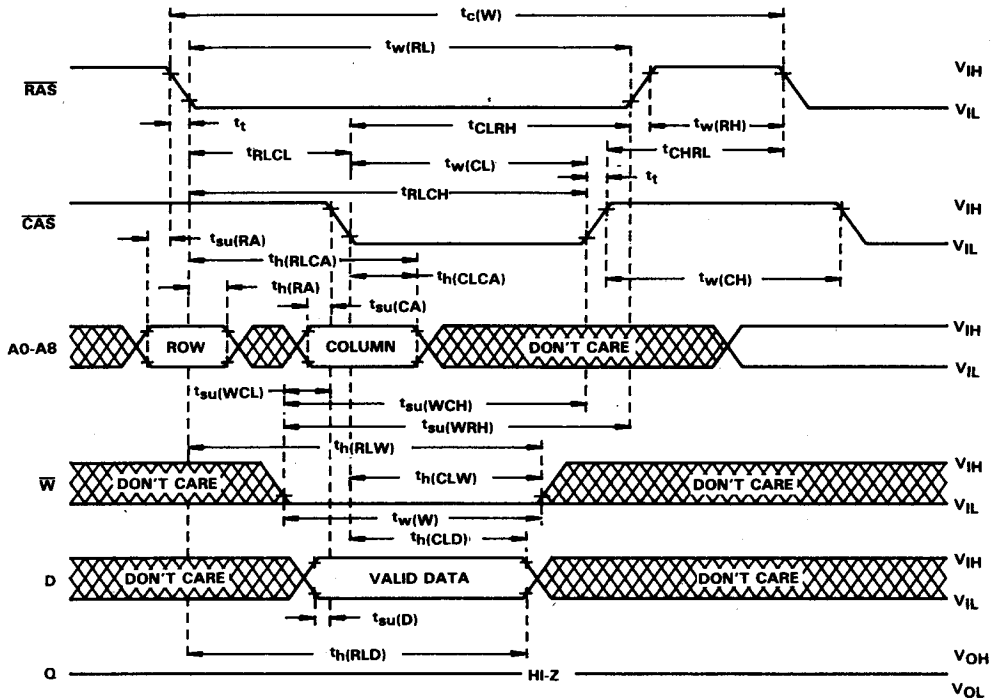 tc(W)
tw(RL)
RAS
VIH
VIL
tt
tCLRH
tw(RH)
tRLCL
tw(CL)
tCHRL
tt
tRLCH
CAS
VIH
VIL
tsu(RA)
th(RLCA)
th(RA)
th(CLCA)
tsu(CA)
tw(CH)
A0-A8
ROW
COLUMN
DON'T CARE
VIH
VIL
tsu(WCL)
tsu(WCH)
tsu(WRH)
th(RLW)
W
DON'T CARE
th(CLW)
DON'T CARE
VIH
VIL
tw(W)
th(CLD)
D
DON'T CARE
VALID DATA
DON'T CARE
VIH
VIL
tsu(D)
th(RLD)
Q
HI-Z
VOH
VOL